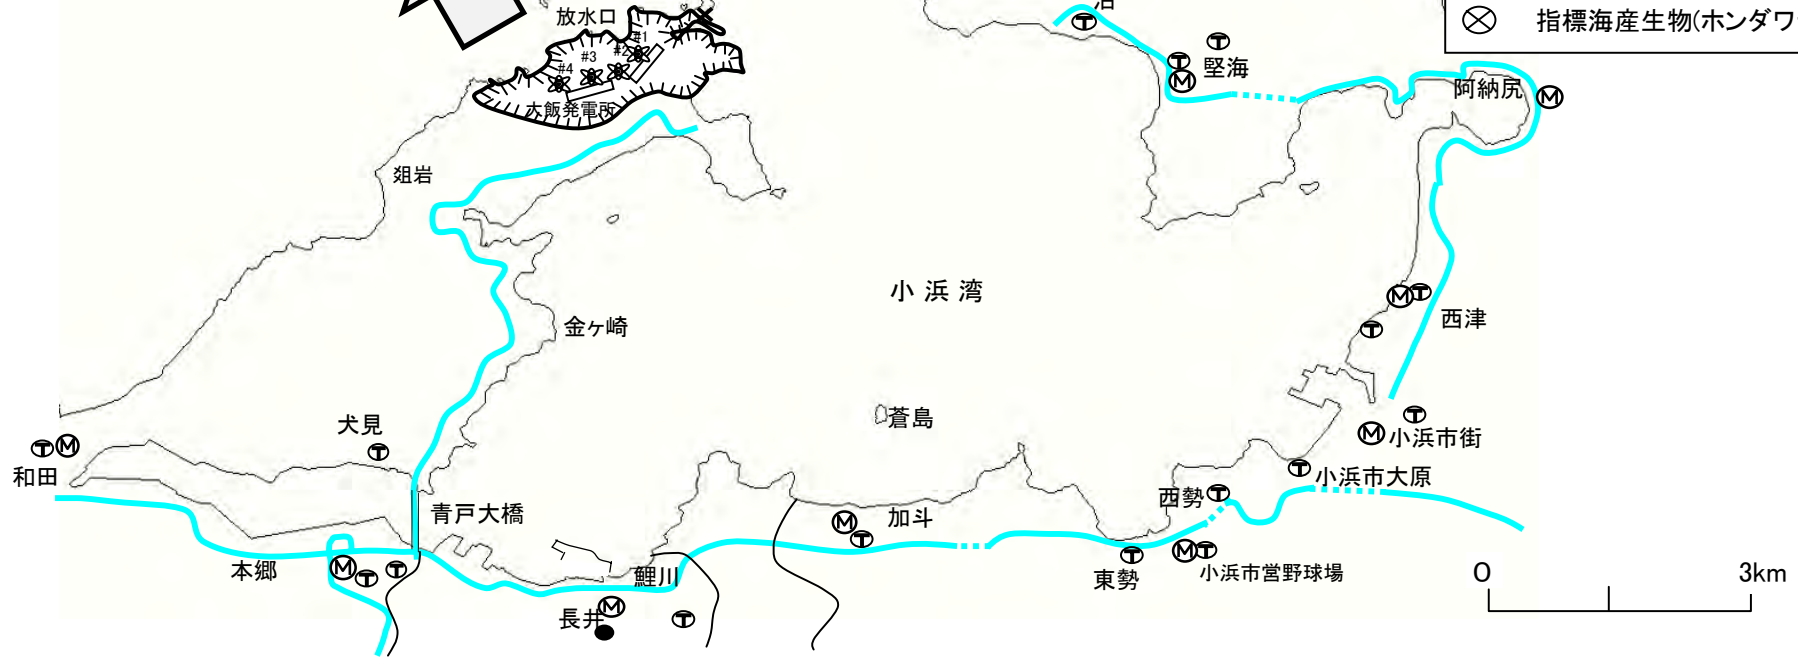 泊
放水口
指標海産生物(ホンダワ
#1
#2
#3
#4
T
T
T
M
堅海
阿納尻
M
大飯発電所
爼岩
小浜湾
M T
西津
金ヶ崎
T
蒼島
犬見
T
T
M
小浜市街
T M
和田
T
小浜市大原
西勢
T
青戸大橋
M
加斗
T
T
東勢
M T
小浜市営野球場
本郷
M
T
T
鯉川
M
長井
T
0
3km